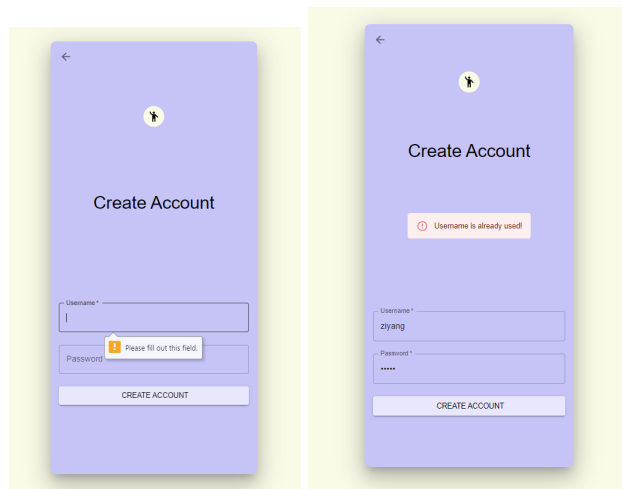 Create Account
Username *
Please fill out this field.
Password
CREATE ACCOUNT
Create Account
Username is already used!
Username *
ziyang
Password *
•••••
CREATE ACCOUNT